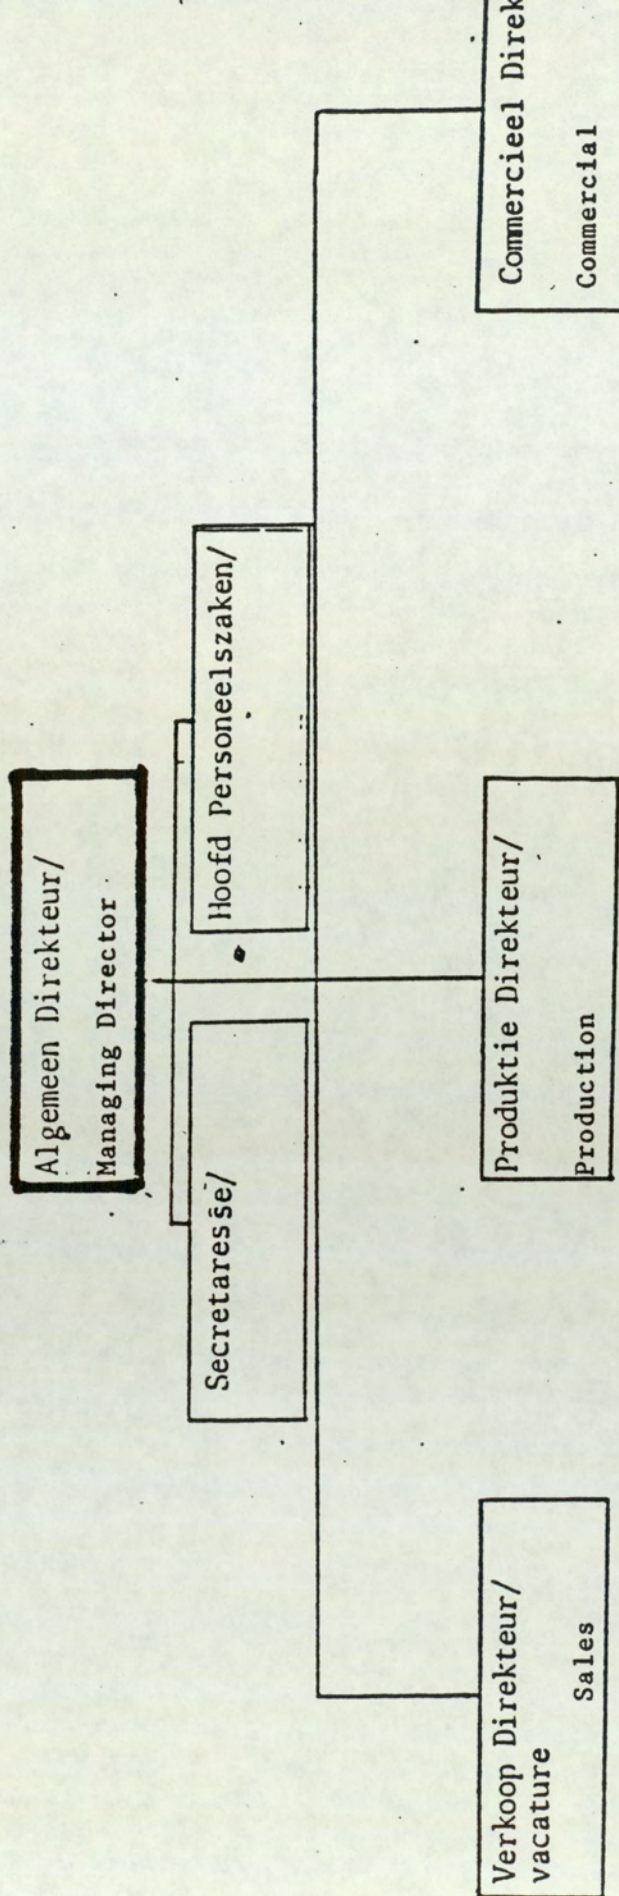 Algemeen Direkteur/
Managing Director
Secretaresse/
Hoofd Personeelszaken/
Verkoop Direkteur/
vacature
Sales
Produktie Direkteur/
Production
Commercieel Direk
Commercial